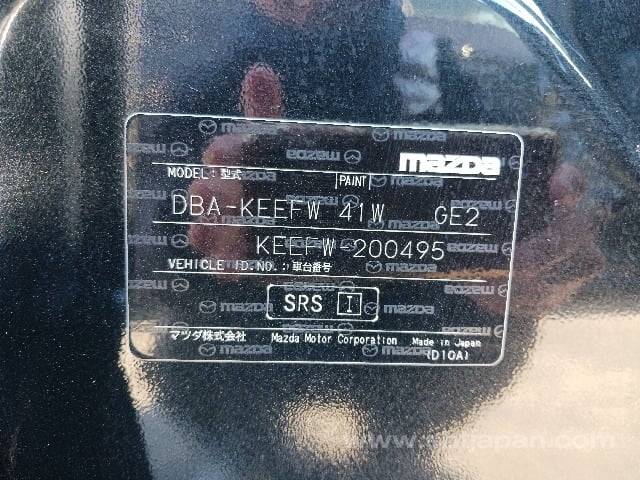 mazda
MODEL:型式 PAINT
DBA-KEEFW 41W GE2
KEEFW-200495
VEHICLE ID.NO.:車台番号
SRS I
マツダ株式会社 Mazda Motor Corporation Made in Japan
(D10A)